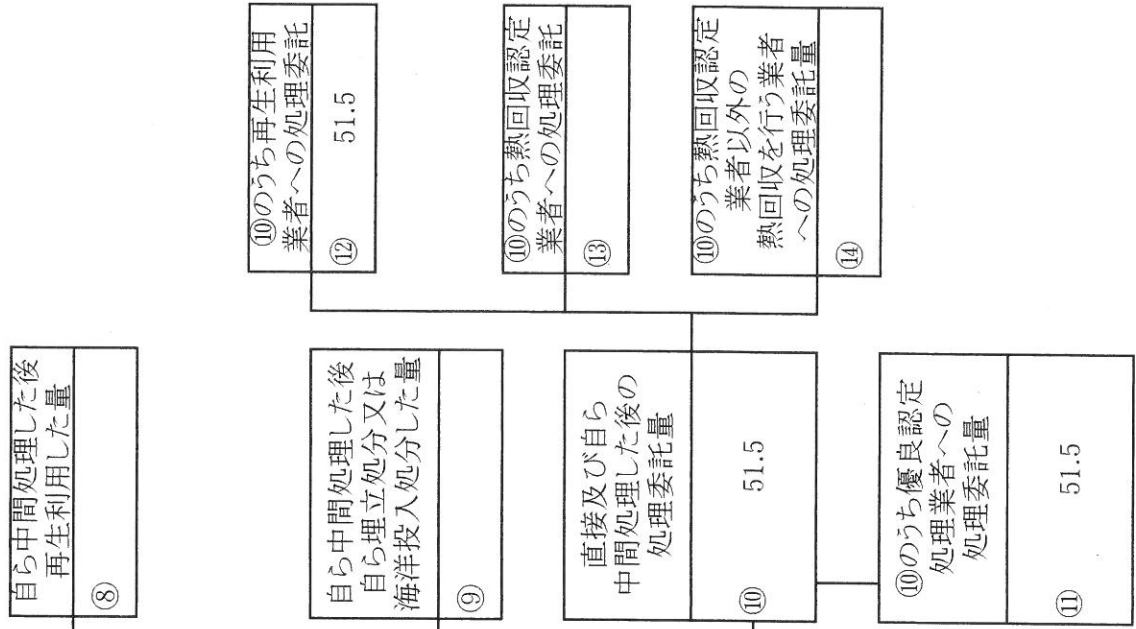 自ら中間処理した後
再生利用した量
⑧
自ら中間処理した後
自ら埋立処分又は
海洋投入処分した量
⑨
直接及び自ら
中間処理した後の
処理委託量
⑩
51.5
⑩のうち優良認定
処理業者への
処理委託量
⑪
51.5
⑩のうち再生利用
業者への処理委託
⑫
51.5
⑩のうち熱回収認定
業者への処理委託
⑬
⑩のうち熱回収認定
業者以外の
熱回収を行う業者
への処理委託量
⑭